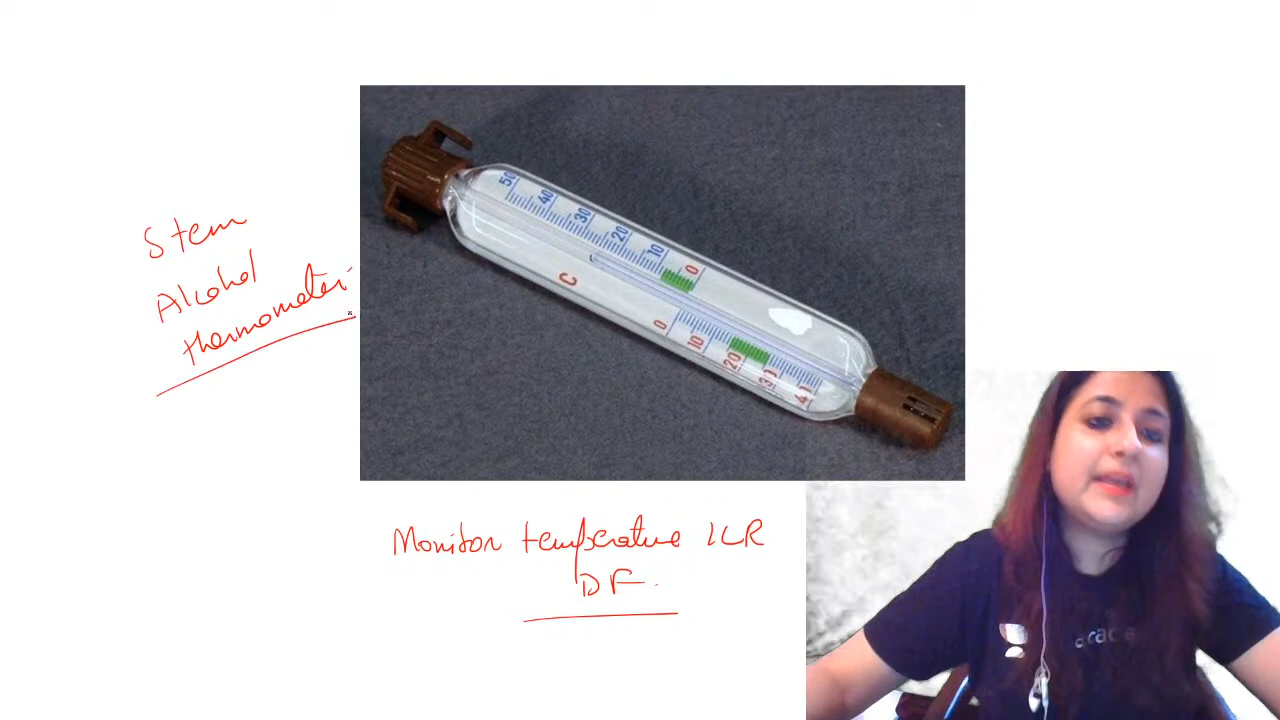 Stem
Alcohol
thermometer
50 40 30 20 10 0
C
0 10 20 30 40
Monitor temperature ILR
DF.